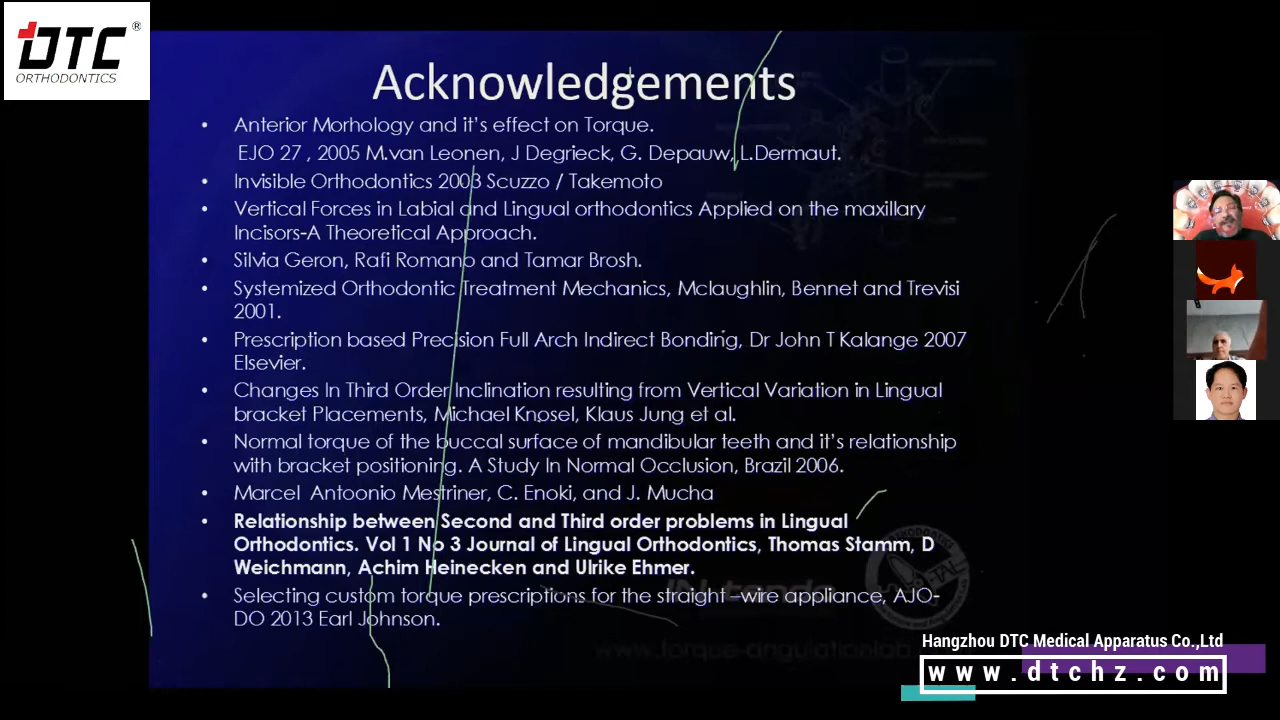 DTC®
ORTHODONTICS
Acknowledgements
• Anterior Morhology and it's effect on Torque.
EJO 27 , 2005 M.van Leonen, J Degrieck, G. Depauw, L.Dermaut.
• Invisible Orthodontics 2003 Scuzzo / Takemoto
• Vertical Forces in Labial and Lingual orthodontics Applied on the maxillary
Incisors-A Theoretical Approach.
• Silvia Geron, Rafi Romano and Tamar Brosh.
• Systemized Orthodontic Treatment Mechanics, Mclaughlin, Bennet and Trevisi
2001.
• Prescription based Precision Full Arch Indirect Bonding, Dr John T Kalange 2007
Elsevier.
• Changes In Third Order Inclination resulting from Vertical Variation in Lingual
bracket Placements, Michael Knosel, Klaus Jung et al.
• Normal torque of the buccal surface of mandibular teeth and it's relationship
with bracket positioning. A Study In Normal Occlusion, Brazil 2006.
• Marcel Antoonio Mestriner, C. Enoki, and J. Mucha
• Relationship between Second and Third order problems in Lingual
Orthodontics. Vol 1 No 3 Journal of Lingual Orthodontics, Thomas Stamm, D
Weichmann, Achim Heinecken and Ulrike Ehmer.
• Selecting custom torque prescriptions for the straight –wire appliance, AJO-
DO 2013 Earl Johnson.
www.torque-angulationlab
Hangzhou DTC Medical Apparatus Co.,Ltd
www.dtchz.com